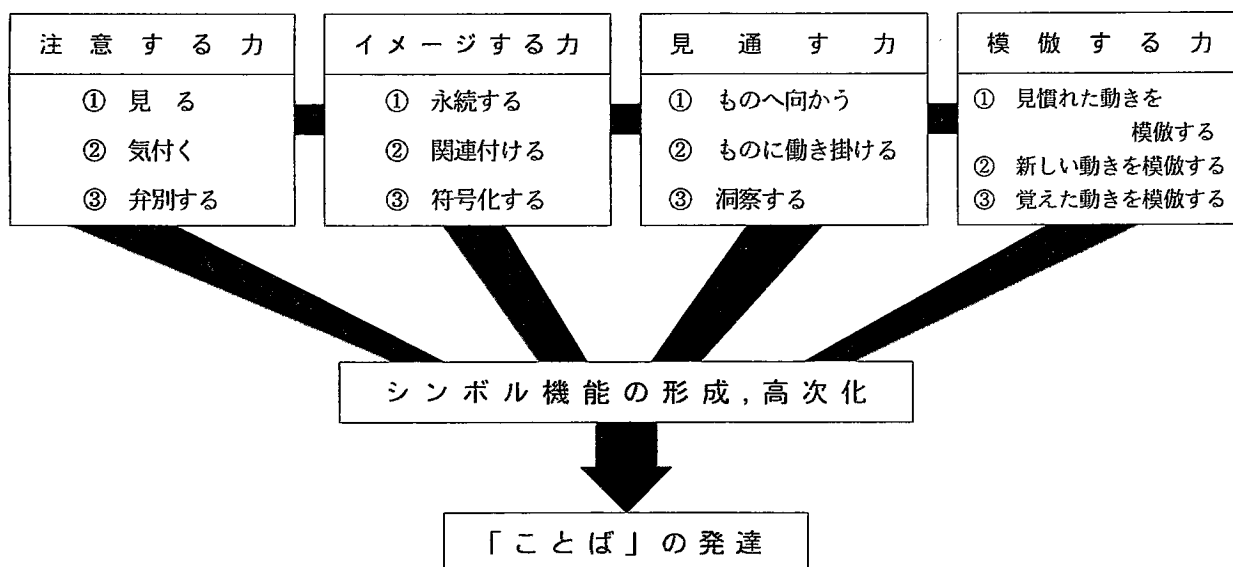 注意する力
① 見る
② 気付く
③ 弁別する
イメージする力
① 永続する
② 関連付ける
③ 符号化する
見通す力
① ものへ向かう
② ものに働き掛ける
③ 洞察する
模倣する力
① 見慣れた動きを
模倣する
② 新しい動きを模倣する
③ 覚えた動きを模倣する
シンボル機能の形成,高次化
「ことば」の発達